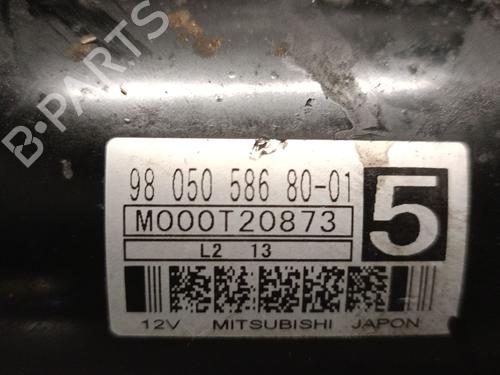 B-PARTS
98 050 586 80-01
M000T20873
5
L2 13
12V MITSUBISHI JAPON